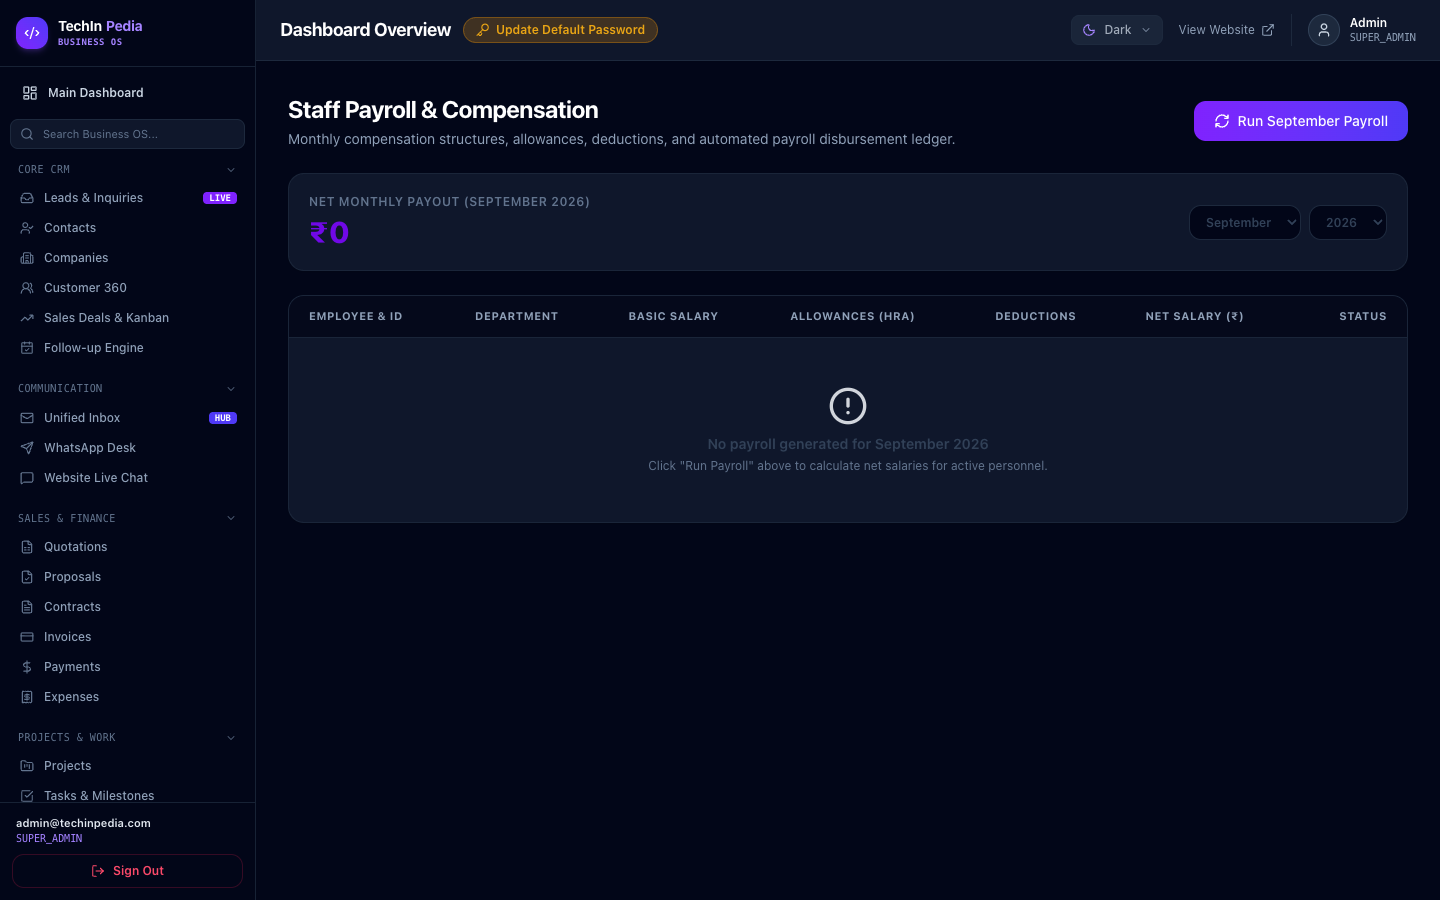 TechIn Pedia
BUSINESS OS
Main Dashboard
Search Business OS...
CORE CRM
Leads & Inquiries LIVE
Contacts
Companies
Customer 360
Sales Deals & Kanban
Follow-up Engine
COMMUNICATION
Unified Inbox HUB
WhatsApp Desk
Website Live Chat
SALES & FINANCE
Quotations
Proposals
Contracts
Invoices
Payments
Expenses
PROJECTS & WORK
Projects
Tasks & Milestones
admin@techinpedia.com
SUPER_ADMIN
Sign Out
Dashboard Overview Update Default Password
Dark View Website Admin
SUPER_ADMIN
Staff Payroll & Compensation
Monthly compensation structures, allowances, deductions, and automated payroll disbursement ledger.
Run September Payroll
NET MONTHLY PAYOUT (SEPTEMBER 2026)
₹0
September 2026
EMPLOYEE & ID DEPARTMENT BASIC SALARY ALLOWANCES (HRA) DEDUCTIONS NET SALARY (₹) STATUS
No payroll generated for September 2026
Click "Run Payroll" above to calculate net salaries for active personnel.